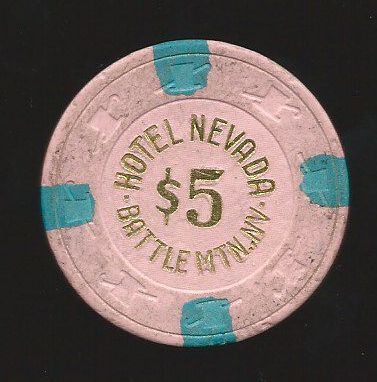 HOTEL NEVADA
$5
BATTLE MTN. NV